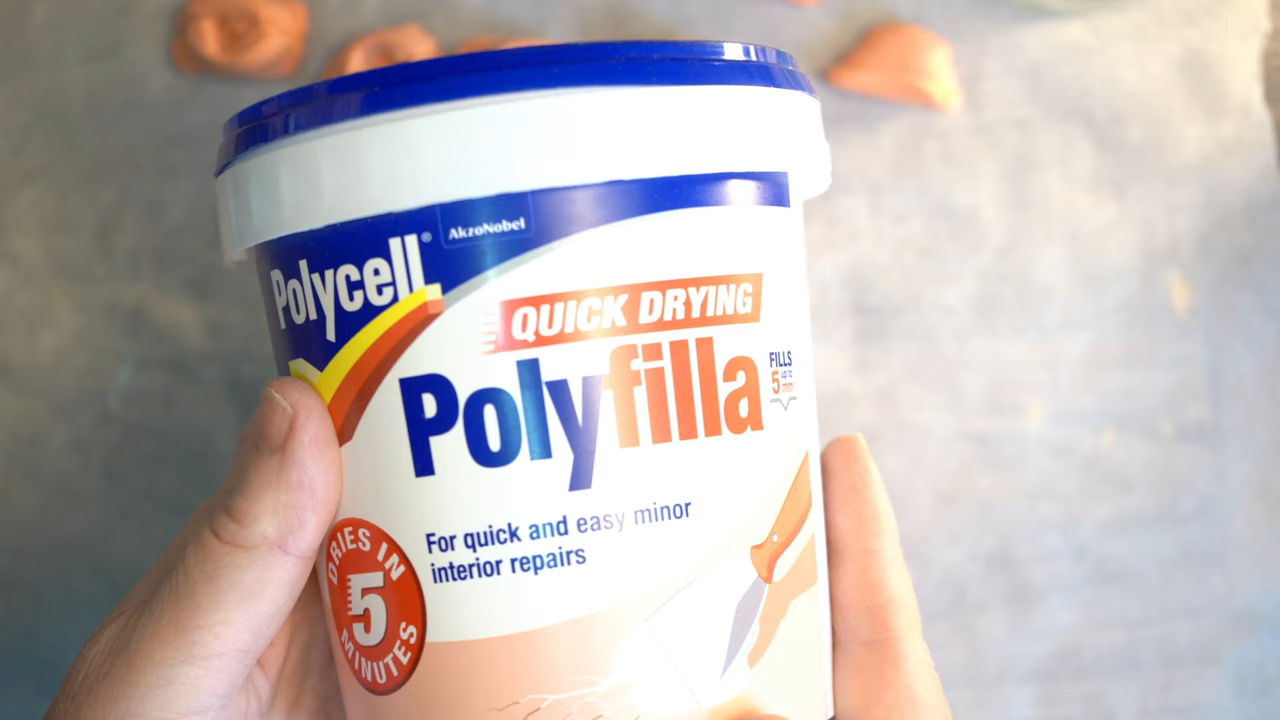 Polycell®
AkzoNobel
QUICK DRYING
Polyfilla
FILLS
up to
5 mm
For quick and easy minor
interior repairs
DRIES IN
5
MINUTES